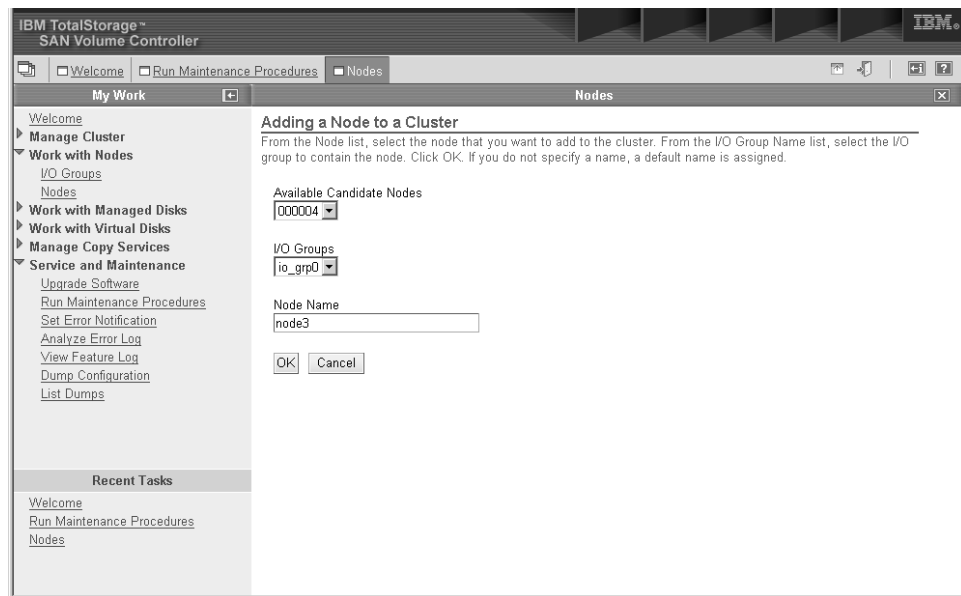 IBM TotalStorage™
SAN Volume Controller
IBM®
Welcome
Run Maintenance Procedures
Nodes
My Work
Nodes
Welcome
Manage Cluster
Work with Nodes
I/O Groups
Nodes
Work with Managed Disks
Work with Virtual Disks
Manage Copy Services
Service and Maintenance
Upgrade Software
Run Maintenance Procedures
Set Error Notification
Analyze Error Log
View Feature Log
Dump Configuration
List Dumps
Recent Tasks
Welcome
Run Maintenance Procedures
Nodes
Adding a Node to a Cluster
From the Node list, select the node that you want to add to the cluster. From the I/O Group Name list, select the I/O
group to contain the node. Click OK. If you do not specify a name, a default name is assigned.
Available Candidate Nodes
000004
I/O Groups
io_grp0
Node Name
node3
OK Cancel